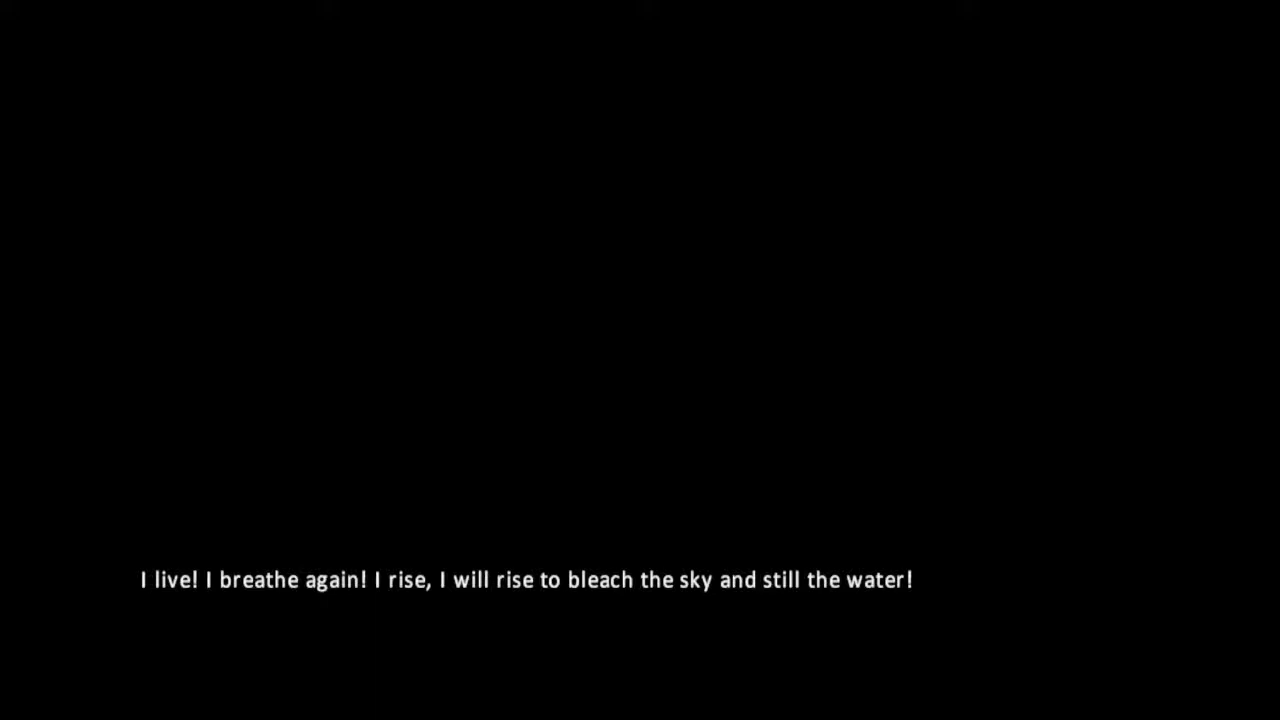 I live! I breathe again! I rise, I will rise to bleach the sky and still the water!